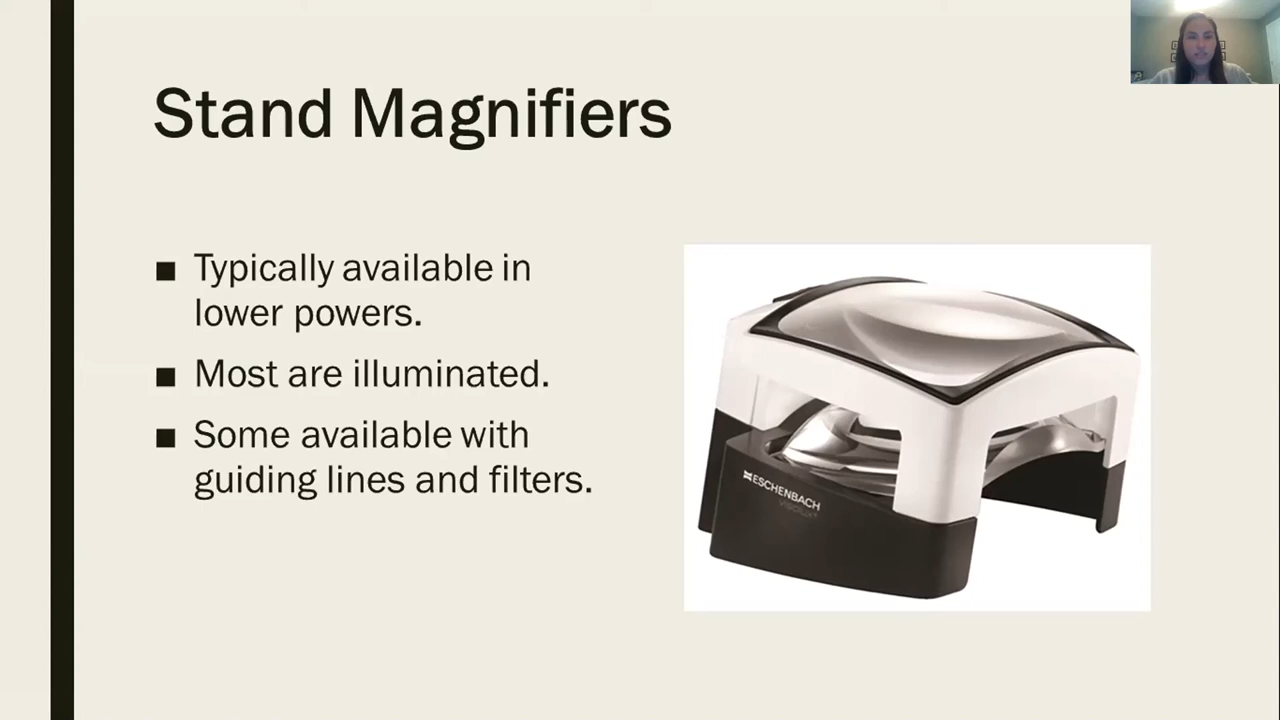 Stand Magnifiers
■ Typically available in
lower powers.
■ Most are illuminated.
■ Some available with
guiding lines and filters.
ESCHENBACH